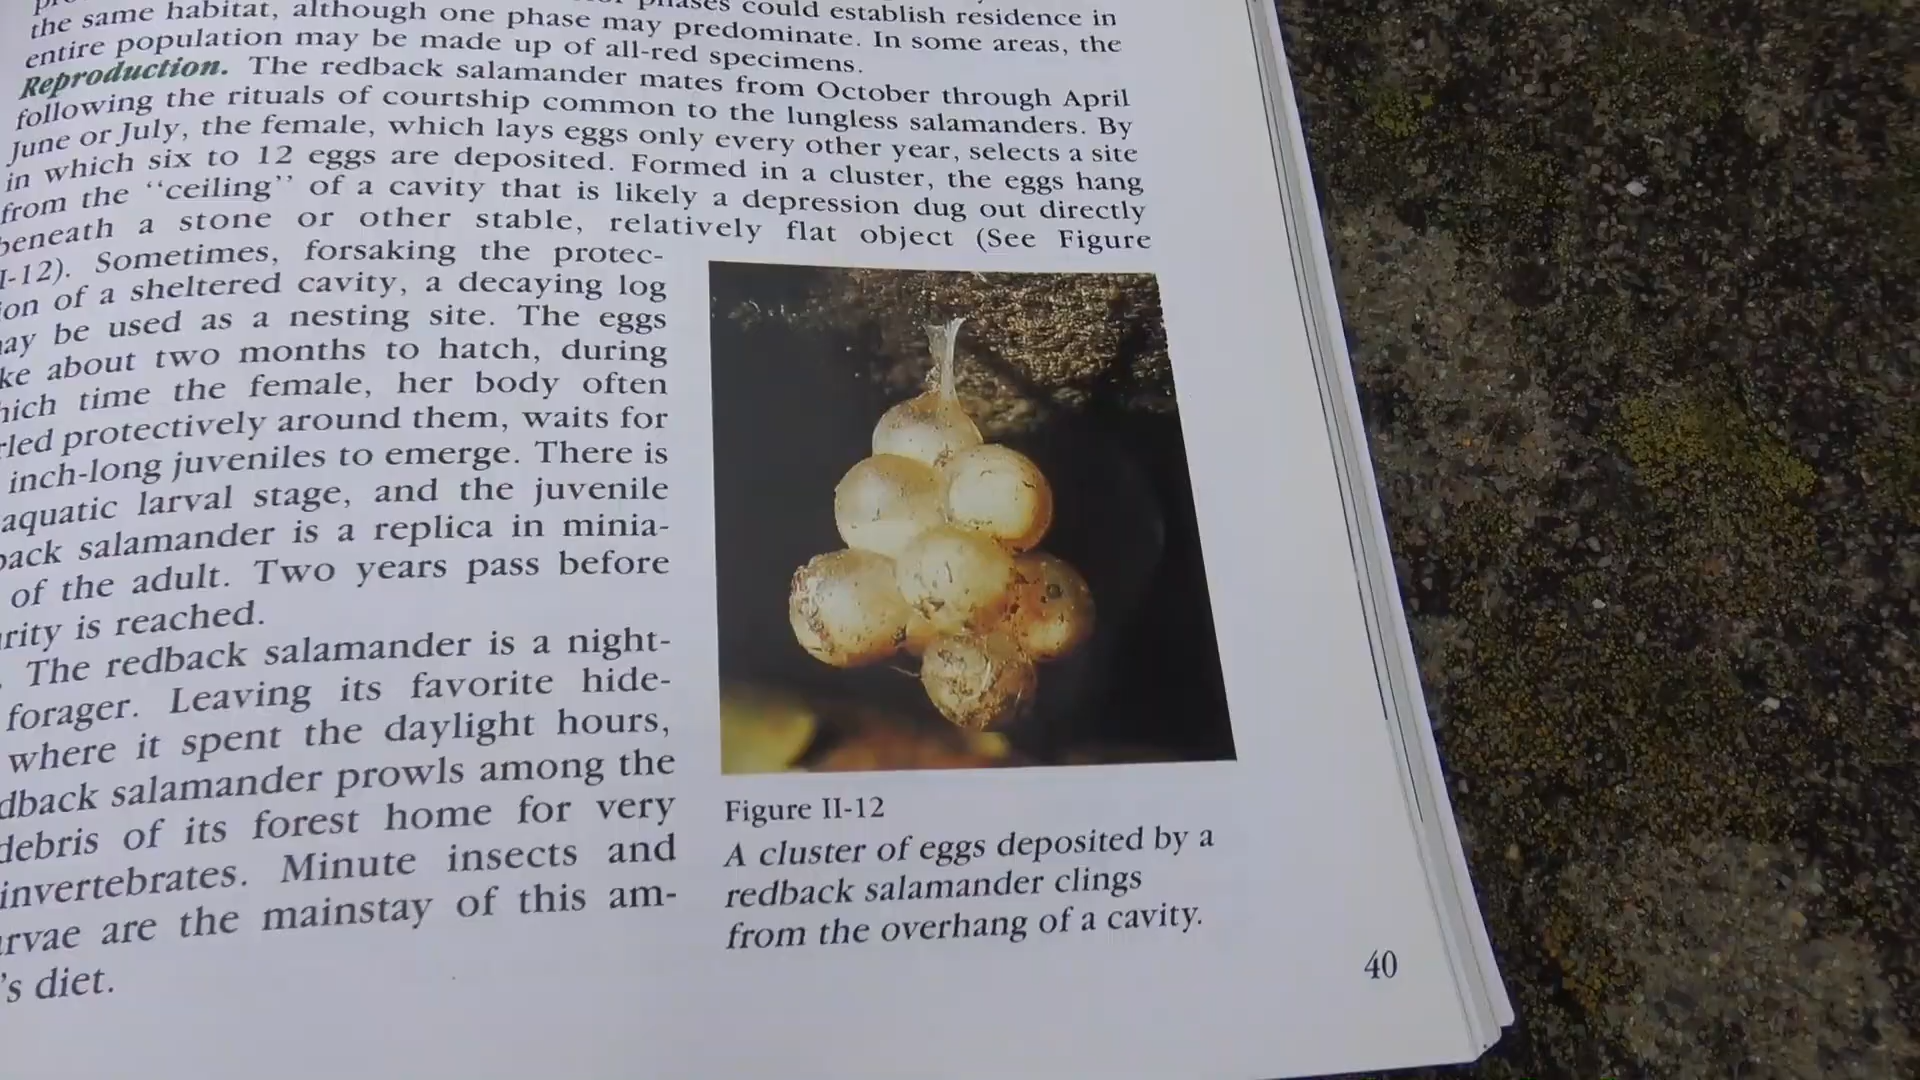 phases could establish residence in
the same habitat, although one phase may predominate. In some areas, the
entire population may be made up of all-red specimens.
Reproduction. The redback salamander mates from October through April
following the rituals of courtship common to the lungless salamanders. By
June or July, the female, which lays eggs only every other year, selects a site
in which six to 12 eggs are deposited. Formed in a cluster, the eggs hang
from the ‘‘ceiling’’ of a cavity that is likely a depression dug out directly
beneath a stone or other stable, relatively flat object (See Figure
I-12). Sometimes, forsaking the protec-
ion of a sheltered cavity, a decaying log
ay be used as a nesting site. The eggs
ke about two months to hatch, during
hich time the female, her body often
rled protectively around them, waits for
inch-long juveniles to emerge. There is
aquatic larval stage, and the juvenile
back salamander is a replica in minia-
of the adult. Two years pass before
rity is reached.
The redback salamander is a night-
forager. Leaving its favorite hide-
where it spent the daylight hours,
dback salamander prowls among the
debris of its forest home for very
invertebrates. Minute insects and
rvae are the mainstay of this am-
’s diet.
Figure II-12
A cluster of eggs deposited by a
redback salamander clings
from the overhang of a cavity.
40